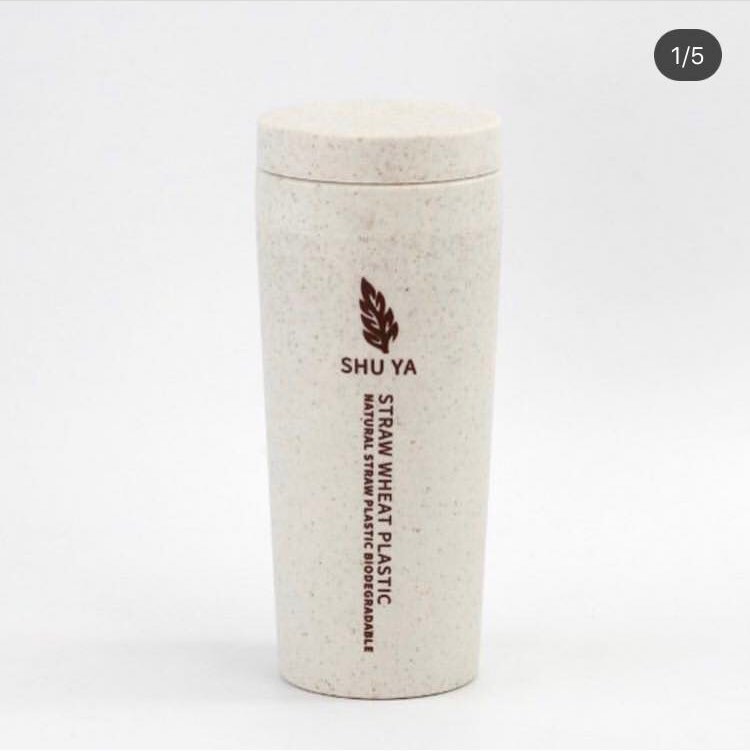 1/5
SHU YA
STRAW WHEAT PLASTIC
NATURAL STRAW PLASTIC BIODEGRADABLE